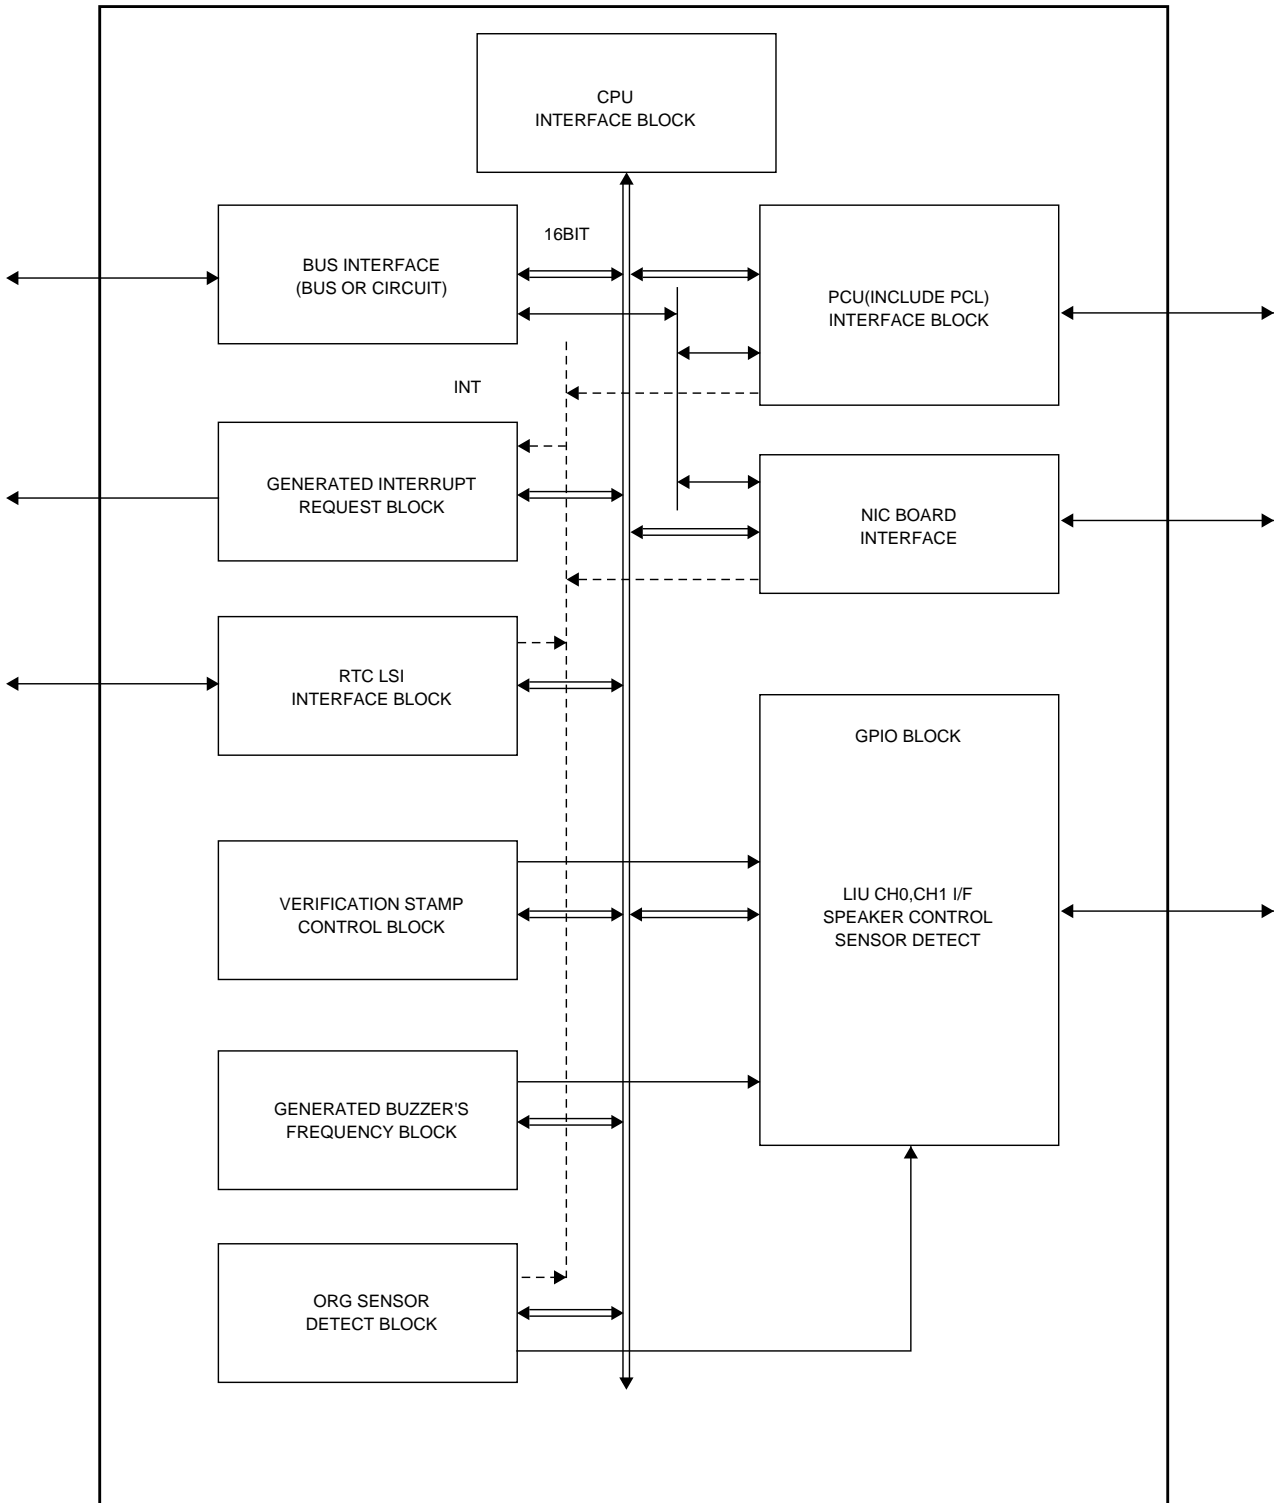 CPU
INTERFACE BLOCK
16BIT
BUS INTERFACE
(BUS OR CIRCUIT)
PCU(INCLUDE PCL)
INTERFACE BLOCK
INT
GENERATED INTERRUPT
REQUEST BLOCK
NIC BOARD
INTERFACE
RTC LSI
INTERFACE BLOCK
GPIO BLOCK
VERIFICATION STAMP
CONTROL BLOCK
LIU CH0,CH1 I/F
SPEAKER CONTROL
SENSOR DETECT
GENERATED BUZZER'S
FREQUENCY BLOCK
ORG SENSOR
DETECT BLOCK